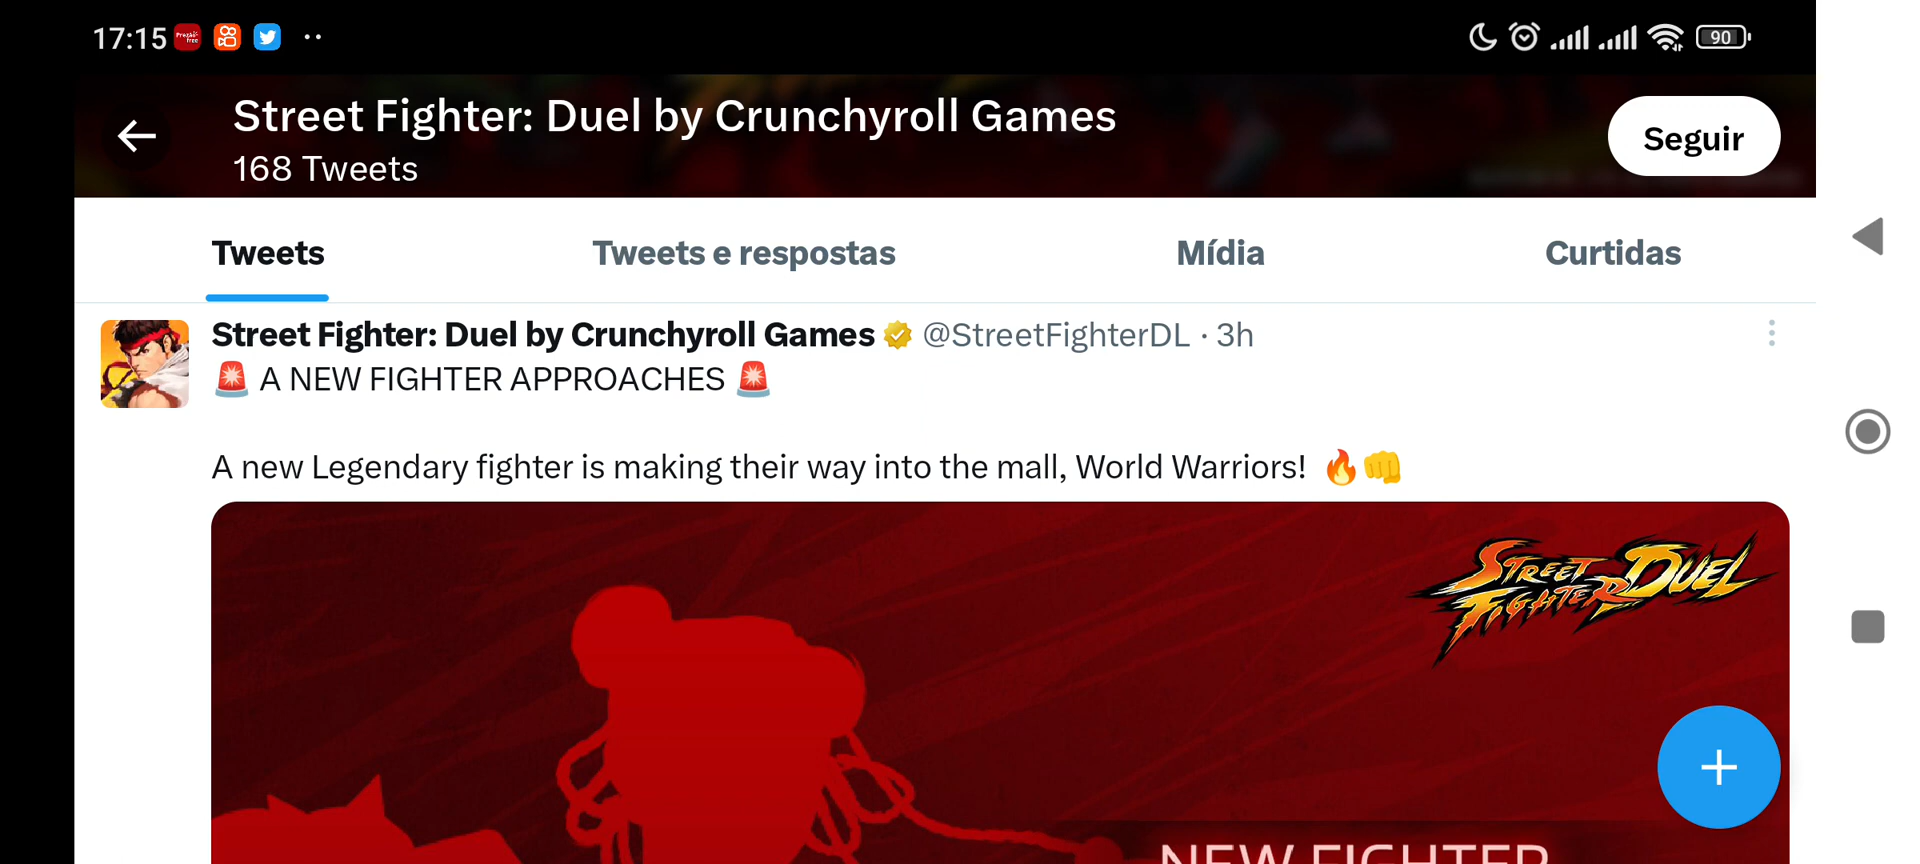 17:15
90
Street Fighter: Duel by Crunchyroll Games
168 Tweets
Seguir
Tweets
Tweets e respostas
Mídia
Curtidas
Street Fighter: Duel by Crunchyroll Games @StreetFighterDL · 3h
🚨 A NEW FIGHTER APPROACHES 🚨
A new Legendary fighter is making their way into the mall, World Warriors! 🔥👊
STREET FIGHTER DUEL
NEW FIGHTER